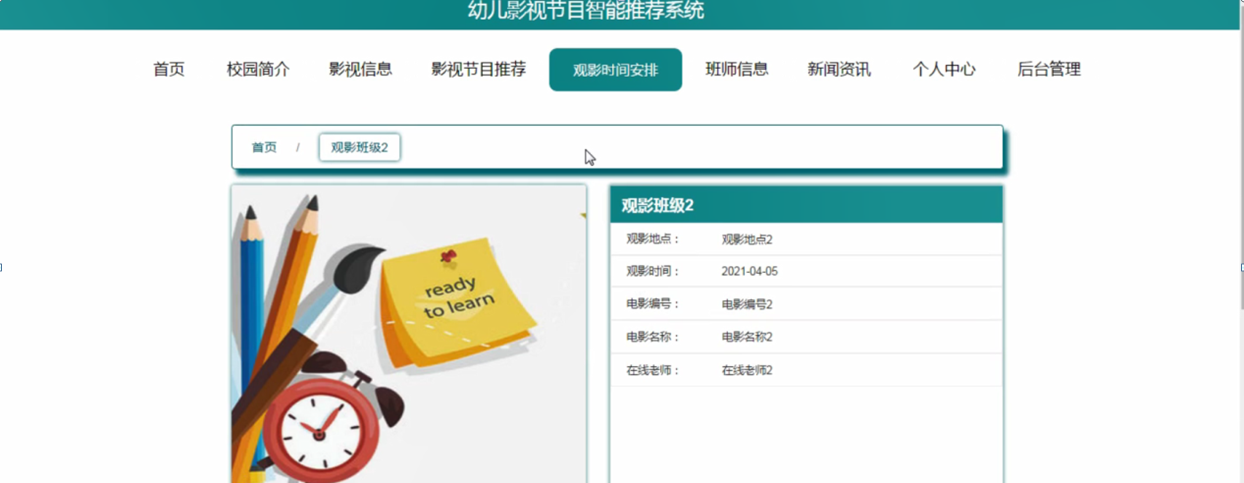 幼儿影视节目智能推荐系统
首页 校园简介 影视信息 影视节目推荐 观影时间安排 班师信息 新闻资讯 个人中心 后台管理
首页 / 观影班级2
ready
to learn
观影班级2
观影地点： 观影地点2
观影时间： 2021-04-05
电影编号： 电影编号2
电影名称： 电影名称2
在线老师： 在线老师2